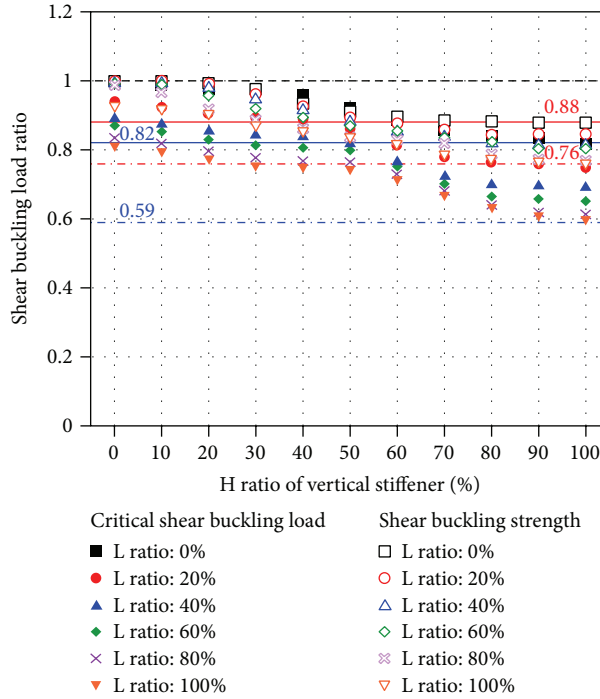 Shear buckling load ratio
1.2
1
0.8
0.6
0.4
0.2
0
0.88
0.82
0.76
0.59
0 10 20 30 40 50 60 70 80 90 100
H ratio of vertical stiffener (%)
Critical shear buckling load
L ratio: 0%
L ratio: 20%
L ratio: 40%
L ratio: 60%
L ratio: 80%
L ratio: 100%
Shear buckling strength
L ratio: 0%
L ratio: 20%
L ratio: 40%
L ratio: 60%
L ratio: 80%
L ratio: 100%